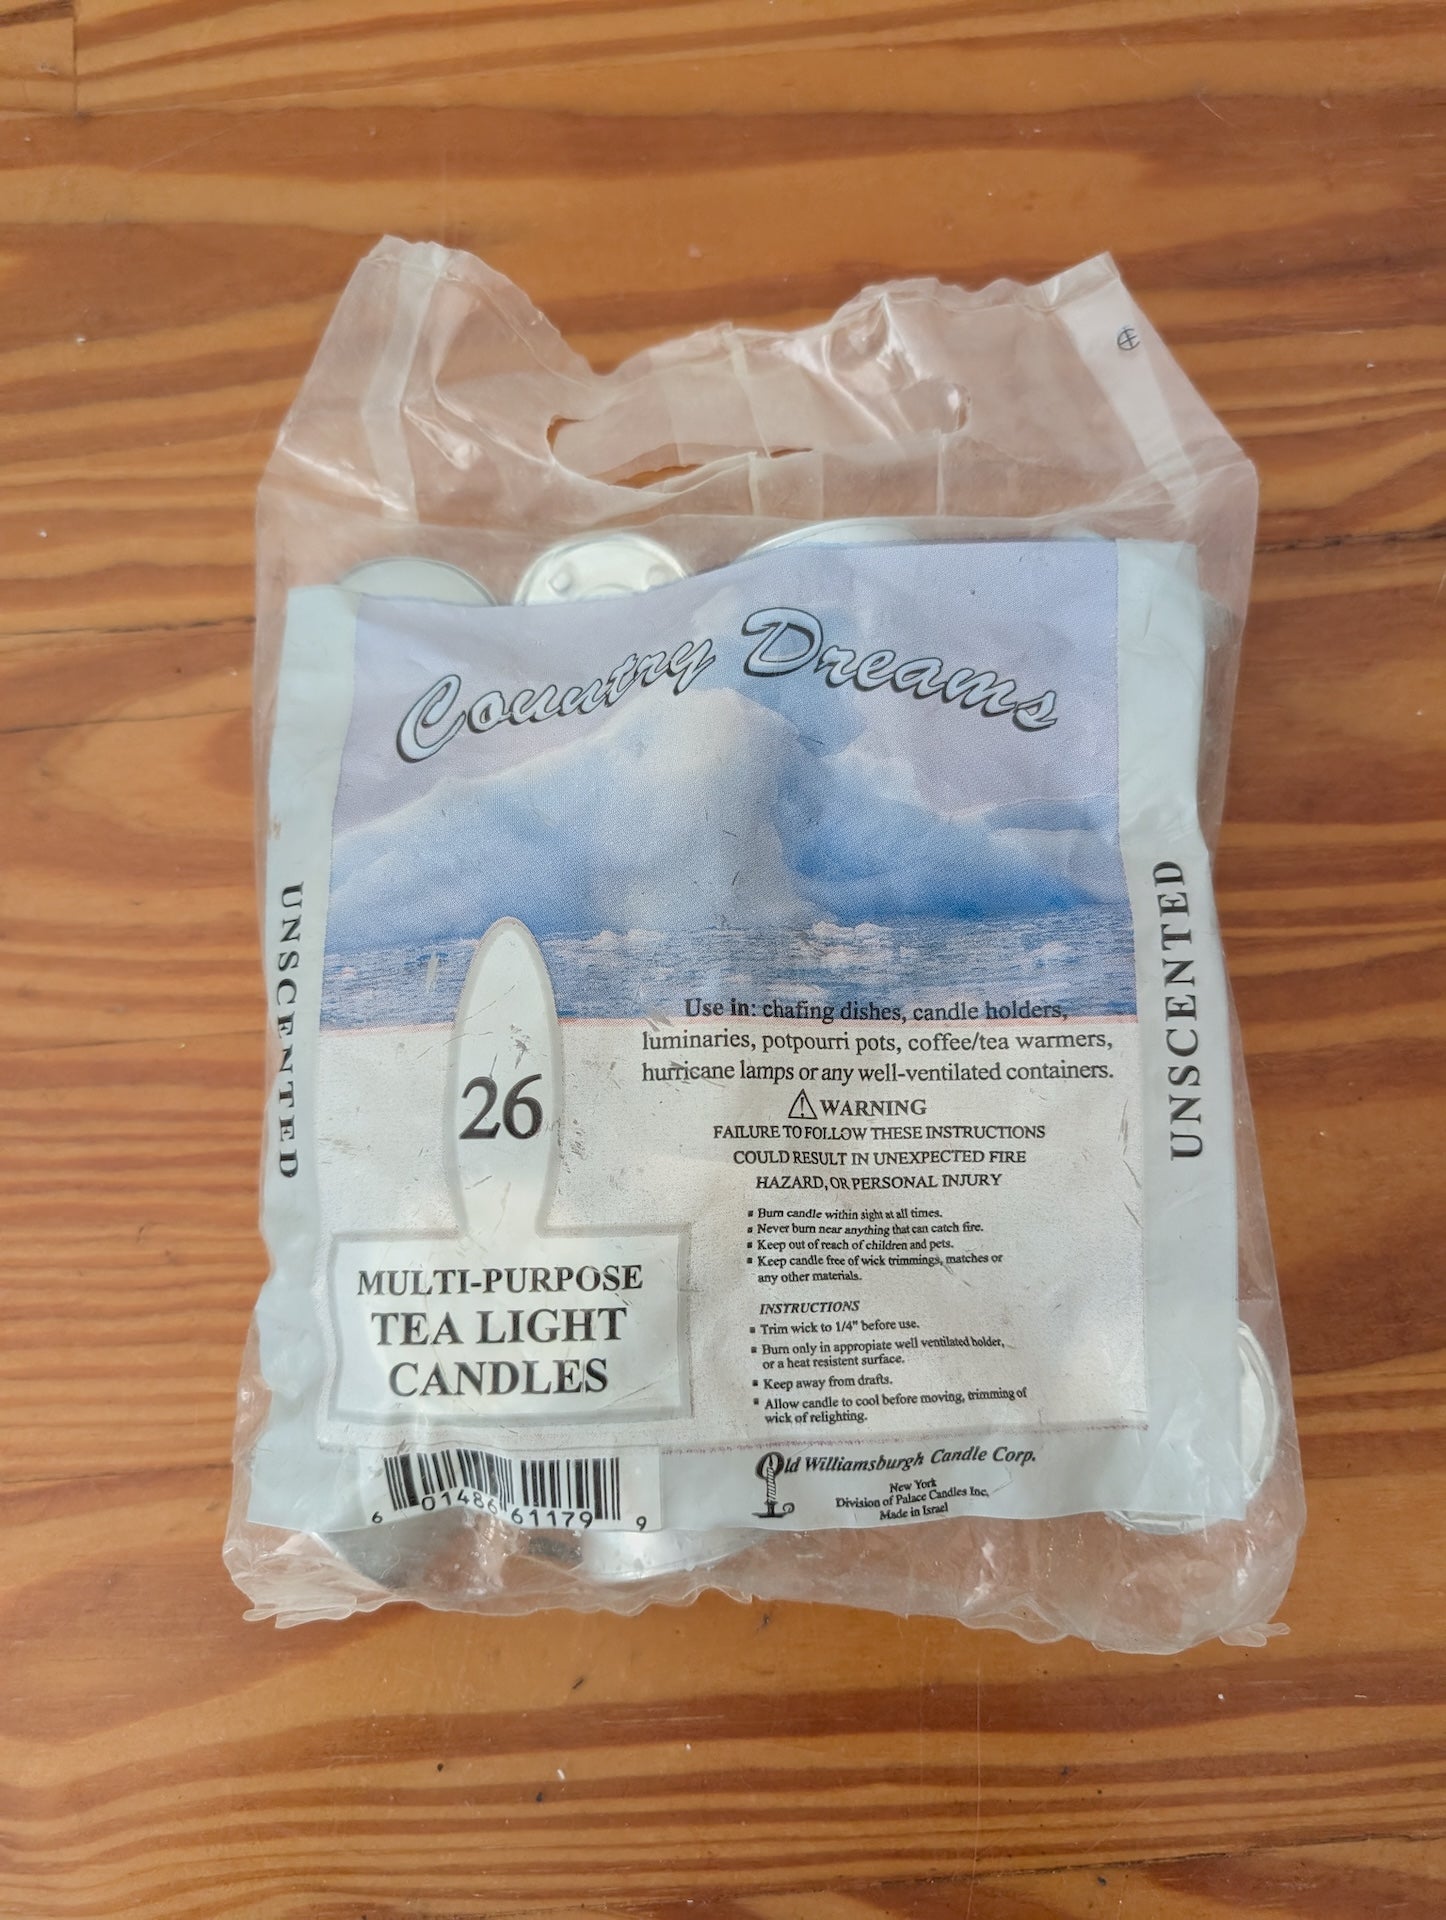 Country Dreams
UNSCENTED
UNSCENTED
Use in: chafing dishes, candle holders,
luminaries, potpourri pots, coffee/tea warmers,
hurricane lamps or any well-ventilated containers.
⚠ WARNING
FAILURE TO FOLLOW THESE INSTRUCTIONS
COULD RESULT IN UNEXPECTED FIRE
HAZARD, OR PERSONAL INJURY
▪ Burn candle within sight at all times.
▪ Never burn near anything that can catch fire.
▪ Keep out of reach of children and pets.
▪ Keep candle free of wick trimmings, matches or
any other materials.
INSTRUCTIONS
▪ Trim wick to 1/4" before use.
▪ Burn only in appropiate well ventilated holder,
or a heat resistent surface.
▪ Keep away from drafts.
▪ Allow candle to cool before moving, trimming of
wick of relighting.
26
MULTI-PURPOSE
TEA LIGHT
CANDLES
6 01486 61179 9
Old Williamsburgh Candle Corp.
New York
Division of Palace Candles Inc.
Made in Israel